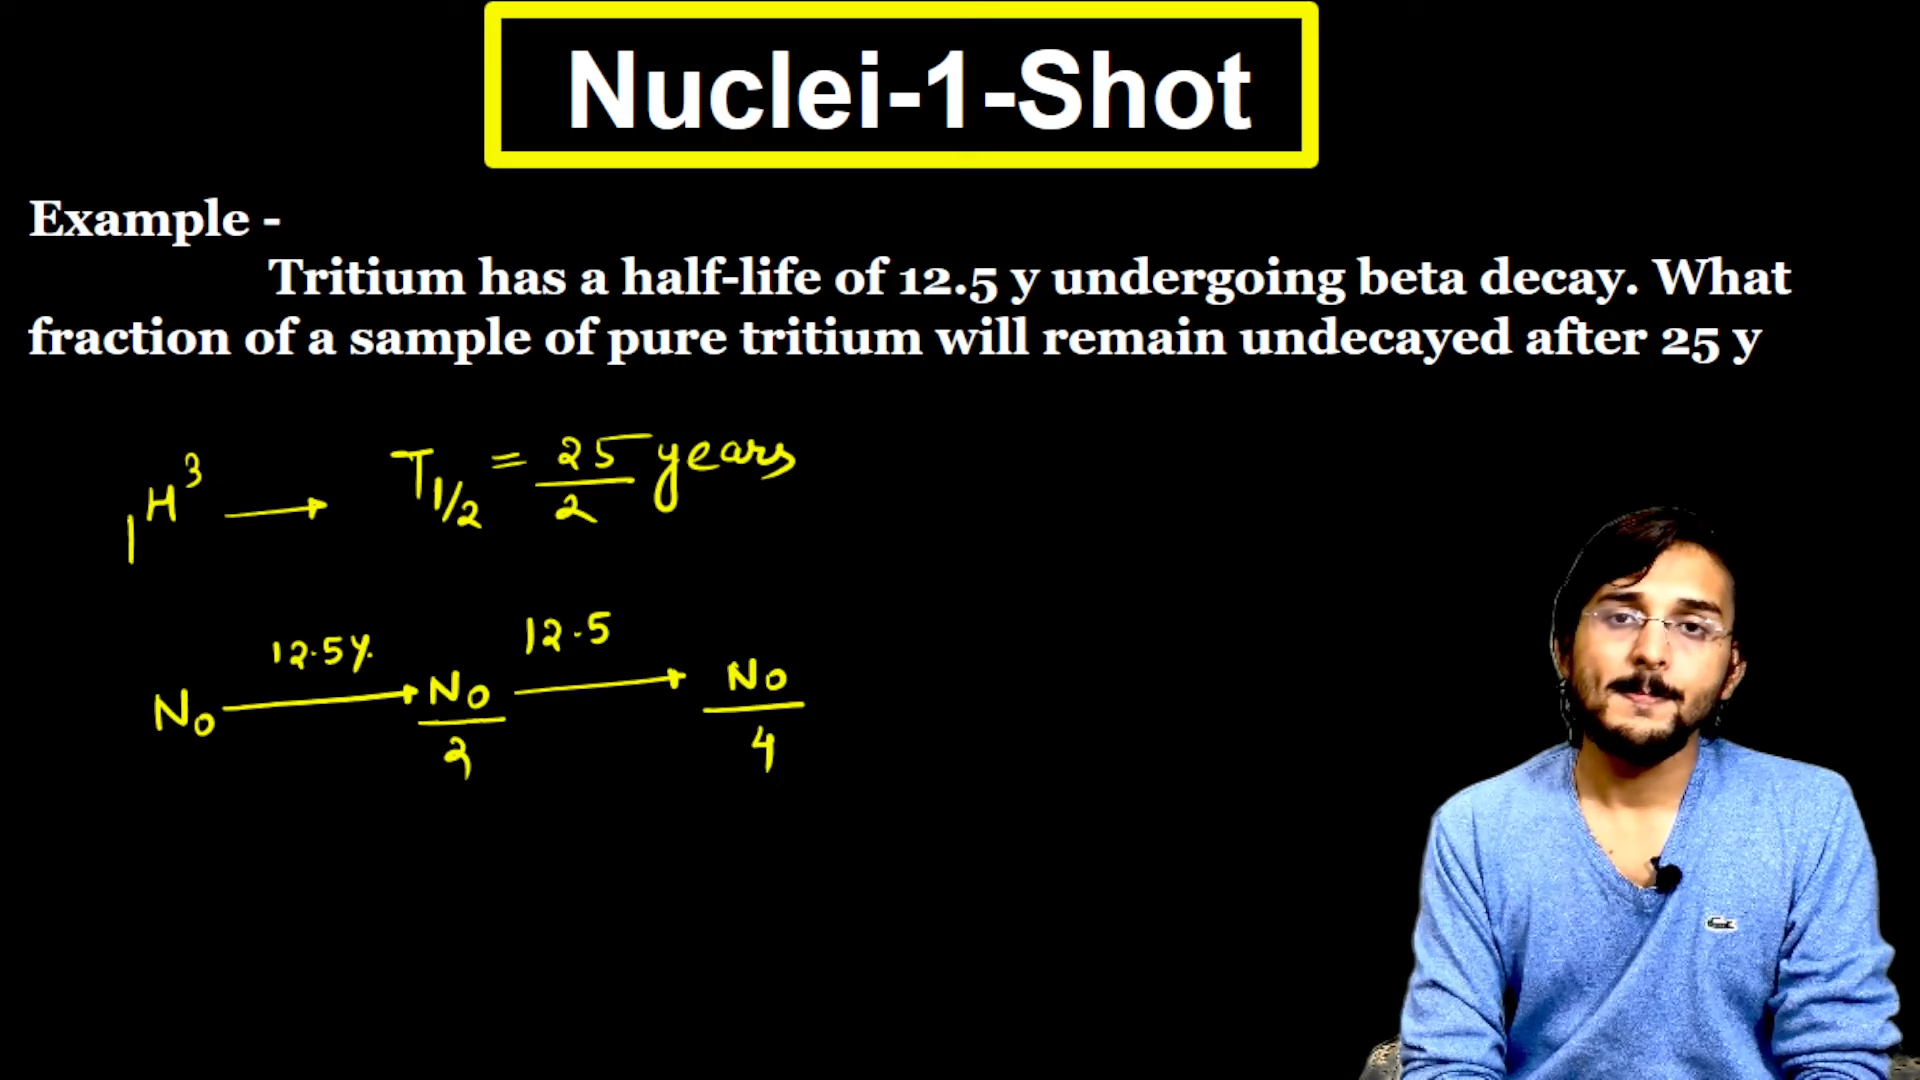 Nuclei-1-Shot
Example -
Tritium has a half-life of 12.5 y undergoing beta decay. What
fraction of a sample of pure tritium will remain undecayed after 25 y
₁H³ → T₁/₂ = 25/2 years
N₀ → N₀/2 → N₀/4
12.5y. 12.5